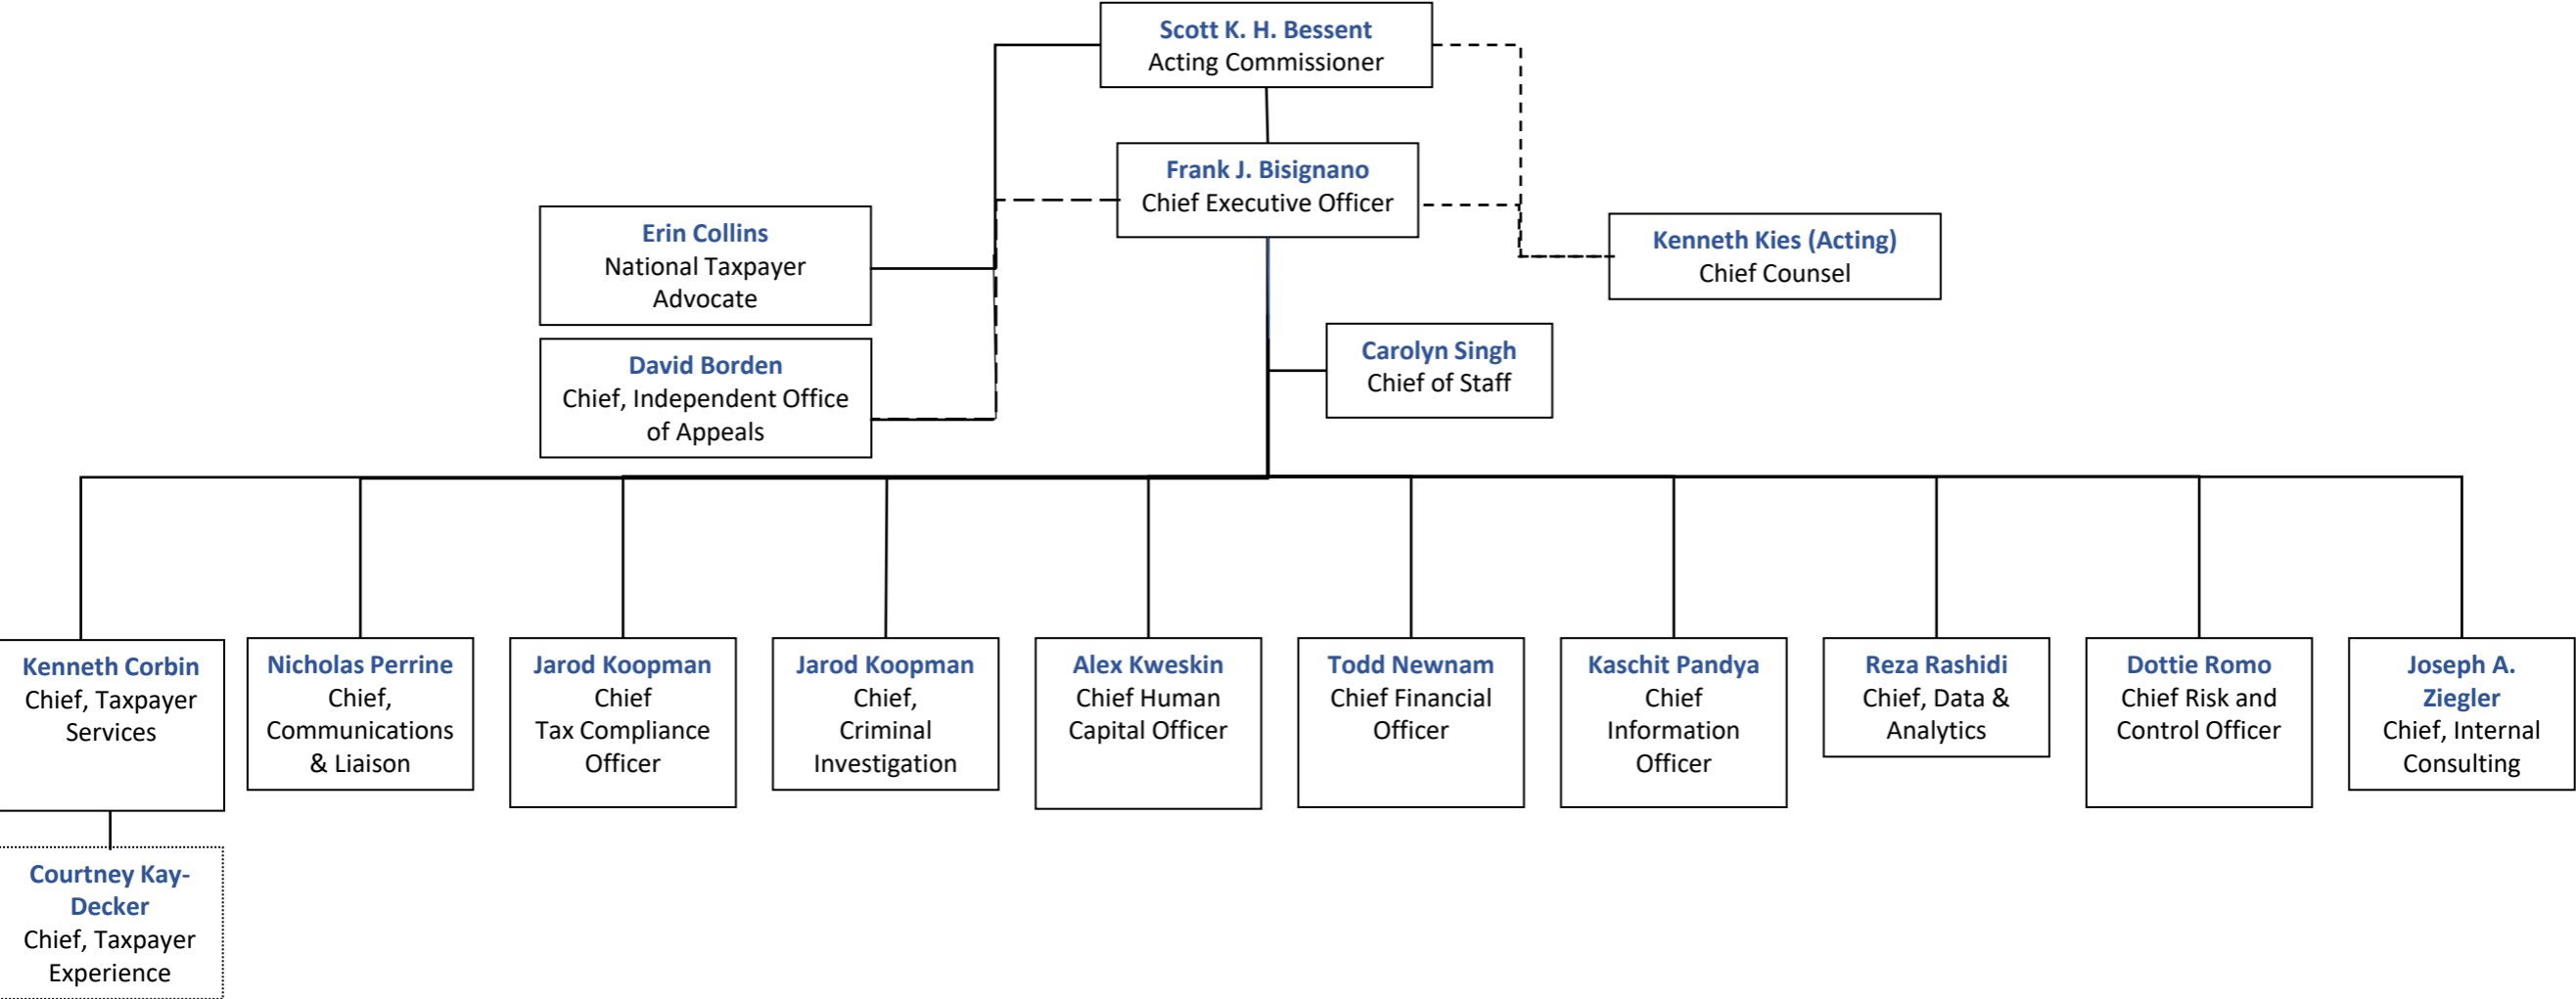 Scott K. H. Bessent
Acting Commissioner
Frank J. Bisignano
Chief Executive Officer
Erin Collins
National Taxpayer
Advocate
Kenneth Kies (Acting)
Chief Counsel
David Borden
Chief, Independent Office
of Appeals
Carolyn Singh
Chief of Staff
Kenneth Corbin
Chief, Taxpayer
Services
Nicholas Perrine
Chief,
Communications
& Liaison
Jarod Koopman
Chief
Tax Compliance
Officer
Jarod Koopman
Chief,
Criminal
Investigation
Alex Kweskin
Chief Human
Capital Officer
Todd Newnam
Chief Financial
Officer
Kaschit Pandya
Chief
Information
Officer
Reza Rashidi
Chief, Data &
Analytics
Dottie Romo
Chief Risk and
Control Officer
Joseph A.
Ziegler
Chief, Internal
Consulting
Courtney Kay-
Decker
Chief, Taxpayer
Experience